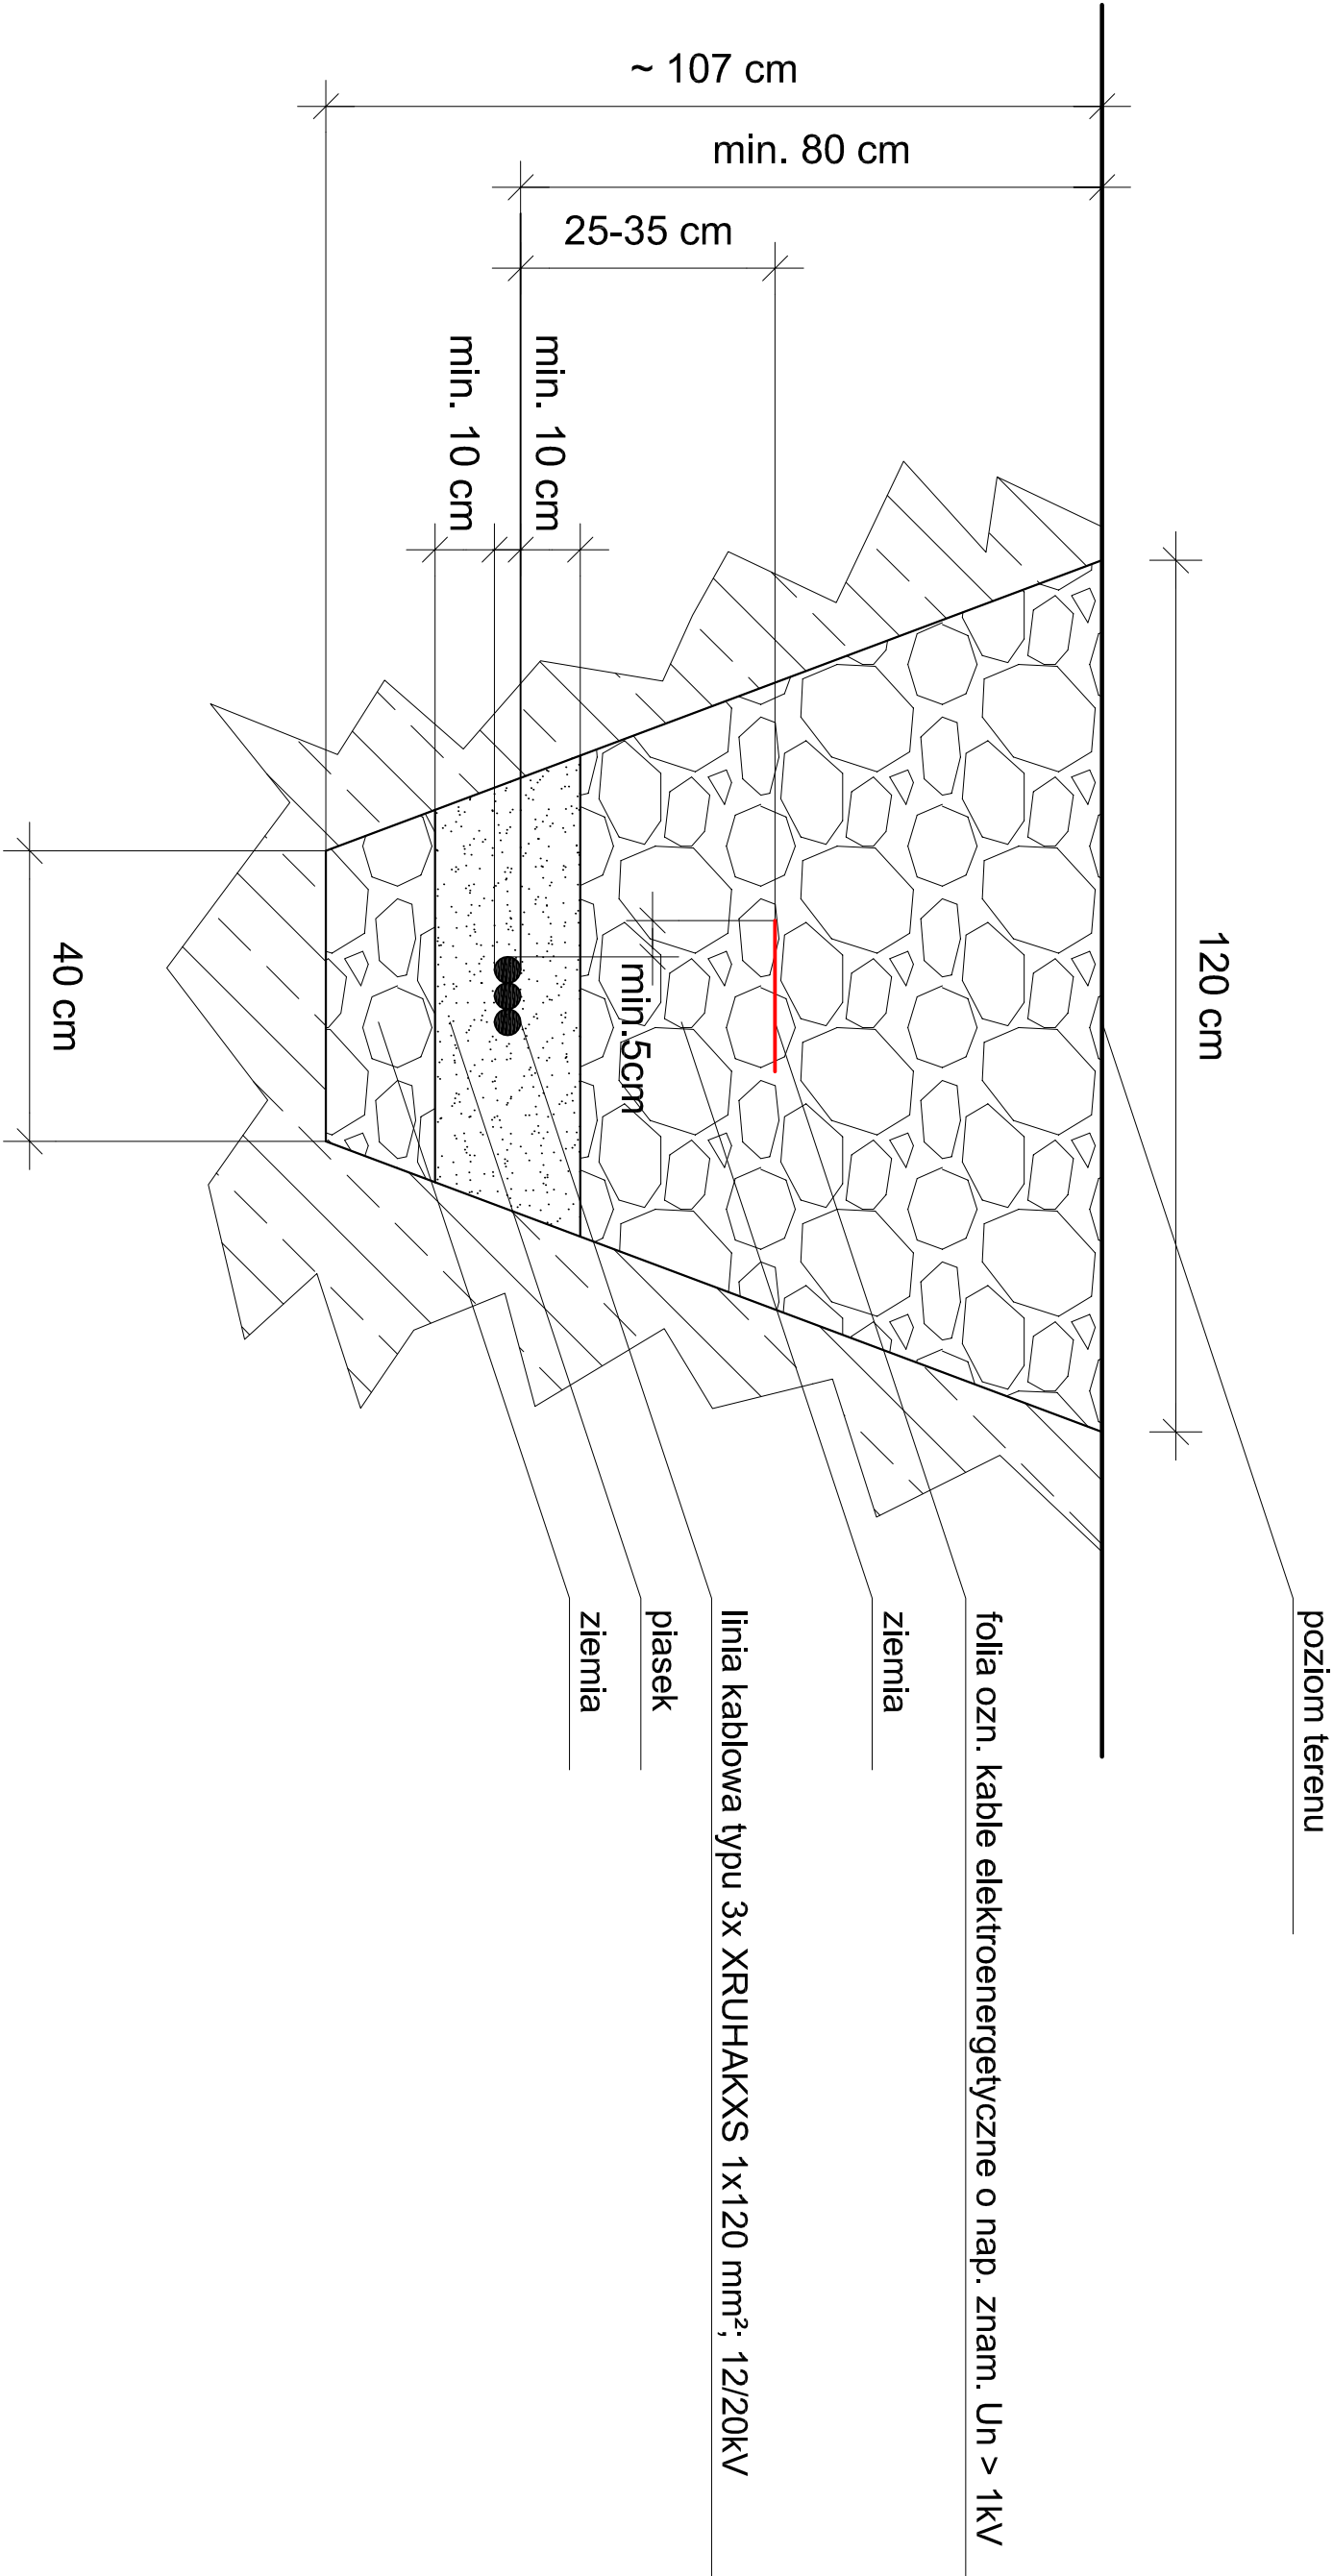 120 cm
~ 107 cm
min. 80 cm
25-35 cm
min. 10 cm
min. 10 cm
min.5cm
40 cm
poziom terenu
folia ozn. kable elektroenergetyczne o nap. znam. Un > 1kV
ziemia
linia kablowa typu 3x XRUHAKXS 1x120 mm²; 12/20kV
piasek
ziemia